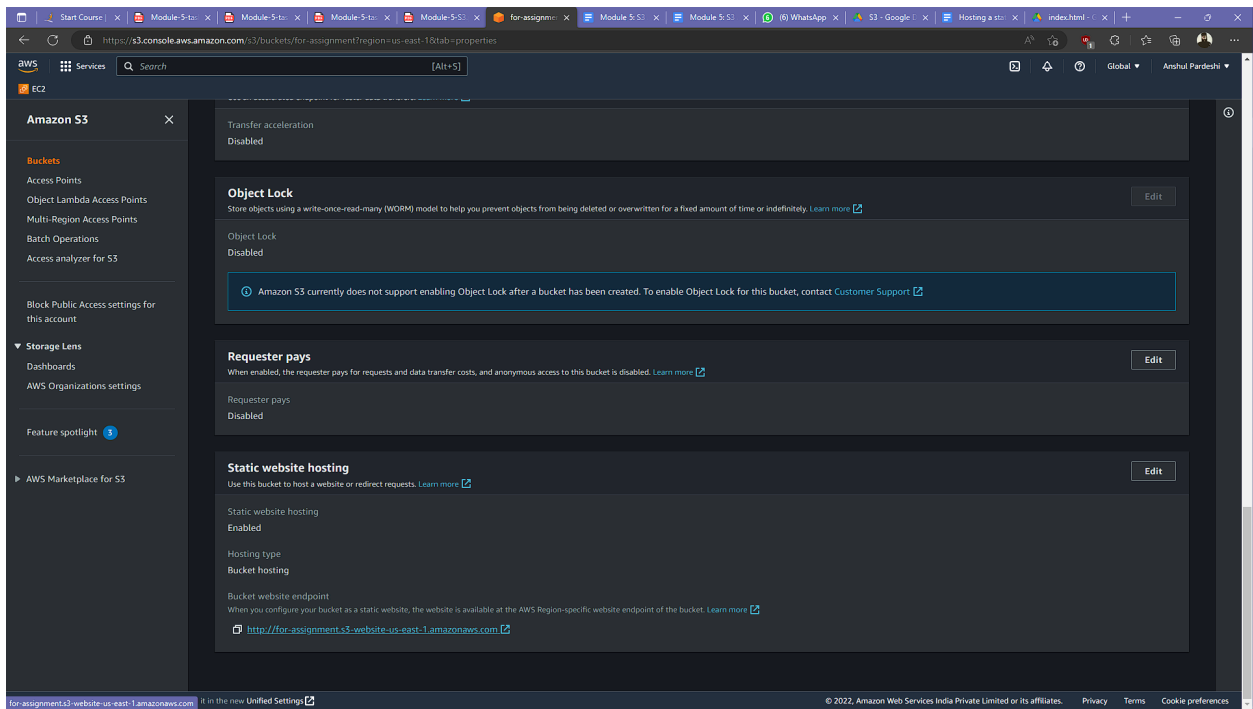 Start Course |
Module-5-tas
Module-5-tas
Module-5-tas
Module-5-S3
for-assignmen
Module 5: S3
Module 5: S3
(6) WhatsApp
S3 - Google D
Hosting a stat
index.html - G
https://s3.console.aws.amazon.com/s3/buckets/for-assignment?region=us-east-1&tab=properties
aws
Services
Search
[Alt+S]
Global
Anshul Pardeshi
EC2
Amazon S3
Buckets
Access Points
Object Lambda Access Points
Multi-Region Access Points
Batch Operations
Access analyzer for S3
Block Public Access settings for
this account
Storage Lens
Dashboards
AWS Organizations settings
Feature spotlight 3
AWS Marketplace for S3
Transfer acceleration
Disabled
Object Lock
Edit
Store objects using a write-once-read-many (WORM) model to help you prevent objects from being deleted or overwritten for a fixed amount of time or indefinitely. Learn more
Object Lock
Disabled
Amazon S3 currently does not support enabling Object Lock after a bucket has been created. To enable Object Lock for this bucket, contact Customer Support
Requester pays
Edit
When enabled, the requester pays for requests and data transfer costs, and anonymous access to this bucket is disabled. Learn more
Requester pays
Disabled
Static website hosting
Edit
Use this bucket to host a website or redirect requests. Learn more
Static website hosting
Enabled
Hosting type
Bucket hosting
Bucket website endpoint
When you configure your bucket as a static website, the website is available at the AWS Region-specific website endpoint of the bucket. Learn more
http://for-assignment.s3-website-us-east-1.amazonaws.com
for-assignment.s3-website-us-east-1.amazonaws.com
it in the new Unified Settings
© 2022, Amazon Web Services India Private Limited or its affiliates.
Privacy
Terms
Cookie preferences